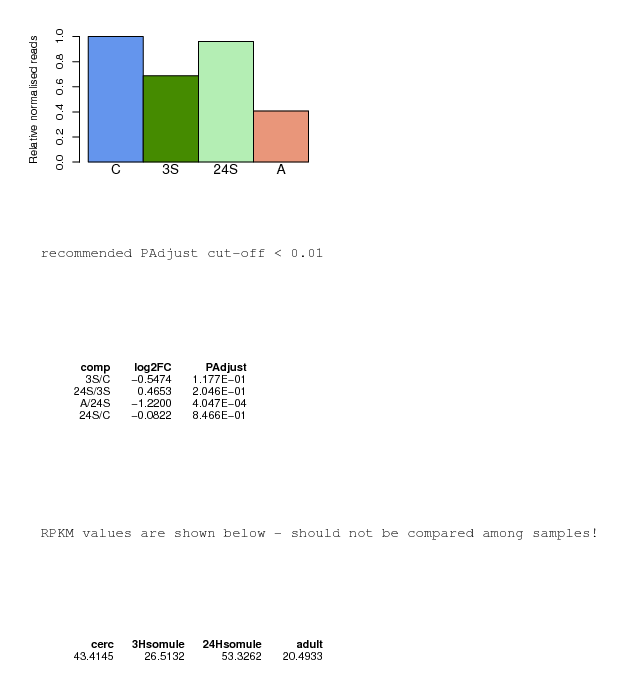 Relative normalised reads
1.0
0.8
0.6
0.4
0.2
0.0
C 3S 24S A
recommended PAdjust cut-off < 0.01
comp log2FC PAdjust
3S/C −0.5474 1.177E−01
24S/3S 0.4653 2.046E−01
A/24S −1.2200 4.047E−04
24S/C −0.0822 8.466E−01
RPKM values are shown below - should not be compared among samples!
cerc 3Hsomule 24Hsomule adult
43.4145 26.5132 53.3262 20.4933